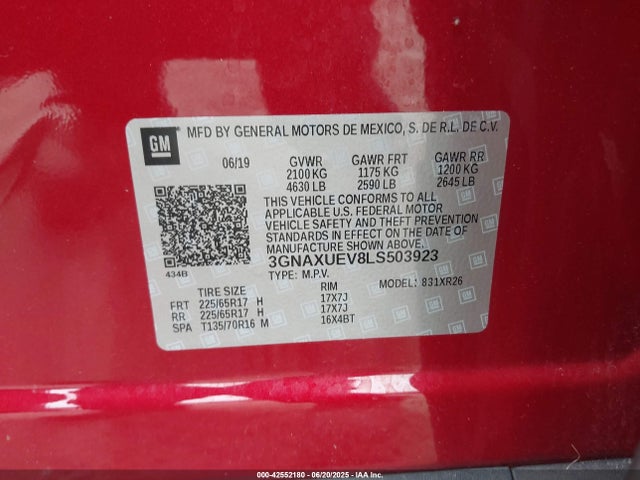 GM
MFD BY GENERAL MOTORS DE MEXICO, S. DE R.L. DE C.V.
06/19 GVWR GAWR FRT GAWR RR
2100 KG 1175 KG 1200 KG
4630 LB 2590 LB 2645 LB
THIS VEHICLE CONFORMS TO ALL
APPLICABLE U.S. FEDERAL MOTOR
VEHICLE SAFETY AND THEFT PREVENTION
STANDARDS IN EFFECT ON THE DATE OF
MANUFACTURE SHOWN ABOVE.
434B 3GNAXUEV8LS503923
TYPE: M.P.V. MODEL: 831XR26
TIRE SIZE RIM
FRT 225/65R17 H 17X7J
RR 225/65R17 H 17X7J
SPA T135/70R16 M 16X4BT
000-42552180 - 06/20/2025 - IAA Inc.